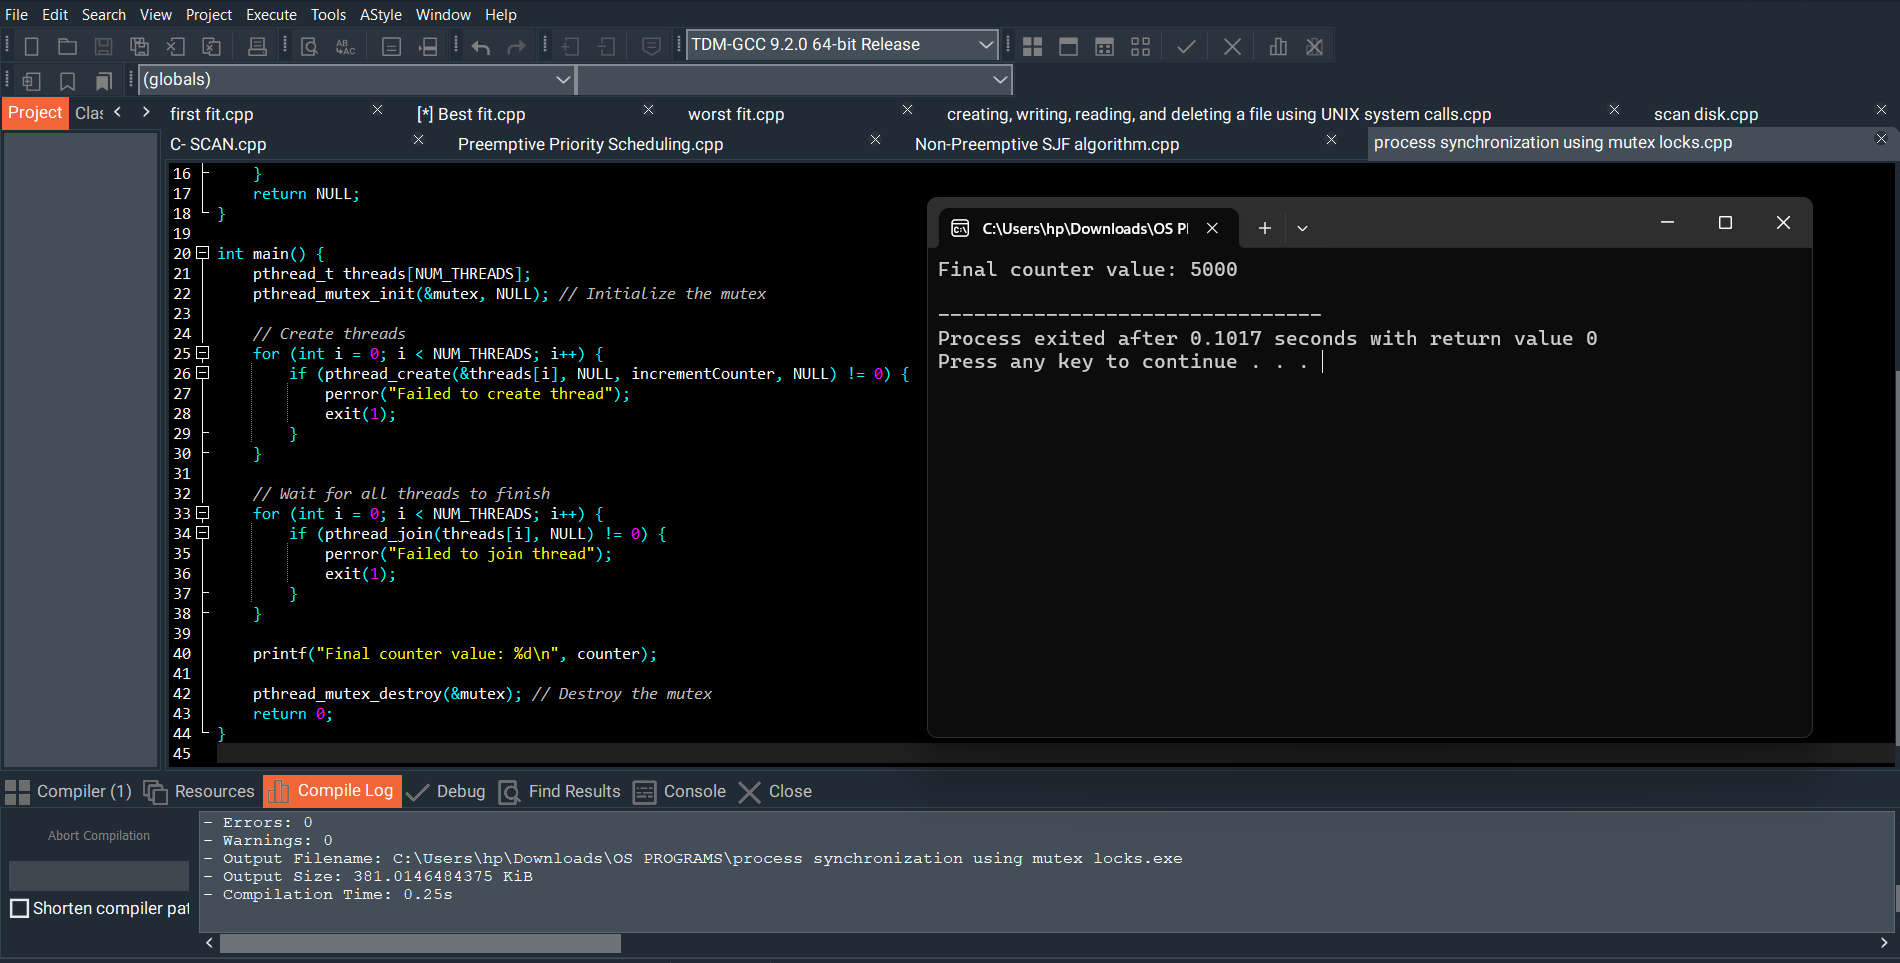 File Edit Search View Project Execute Tools AStyle Window Help
TDM-GCC 9.2.0 64-bit Release
(globals)
Project Clas
first fit.cpp [*] Best fit.cpp worst fit.cpp creating, writing, reading, and deleting a file using UNIX system calls.cpp scan disk.cpp
C- SCAN.cpp Preemptive Priority Scheduling.cpp Non-Preemptive SJF algorithm.cpp process synchronization using mutex locks.cpp
16 }
17 return NULL;
18 }
19
20 int main() {
21 pthread_t threads[NUM_THREADS];
22 pthread_mutex_init(&mutex, NULL); // Initialize the mutex
23
24 // Create threads
25 for (int i = 0; i < NUM_THREADS; i++) {
26 if (pthread_create(&threads[i], NULL, incrementCounter, NULL) != 0) {
27 perror("Failed to create thread");
28 exit(1);
29 }
30 }
31
32 // Wait for all threads to finish
33 for (int i = 0; i < NUM_THREADS; i++) {
34 if (pthread_join(threads[i], NULL) != 0) {
35 perror("Failed to join thread");
36 exit(1);
37 }
38 }
39
40 printf("Final counter value: %d\n", counter);
41
42 pthread_mutex_destroy(&mutex); // Destroy the mutex
43 return 0;
44 }
45
C:\Users\hp\Downloads\OS P
Final counter value: 5000
--------------------------------
Process exited after 0.1017 seconds with return value 0
Press any key to continue . . .
Compiler (1) Resources Compile Log Debug Find Results Console Close
Abort Compilation
Shorten compiler pat
- Errors: 0
- Warnings: 0
- Output Filename: C:\Users\hp\Downloads\OS PROGRAMS\process synchronization using mutex locks.exe
- Output Size: 381.0146484375 KiB
- Compilation Time: 0.25s